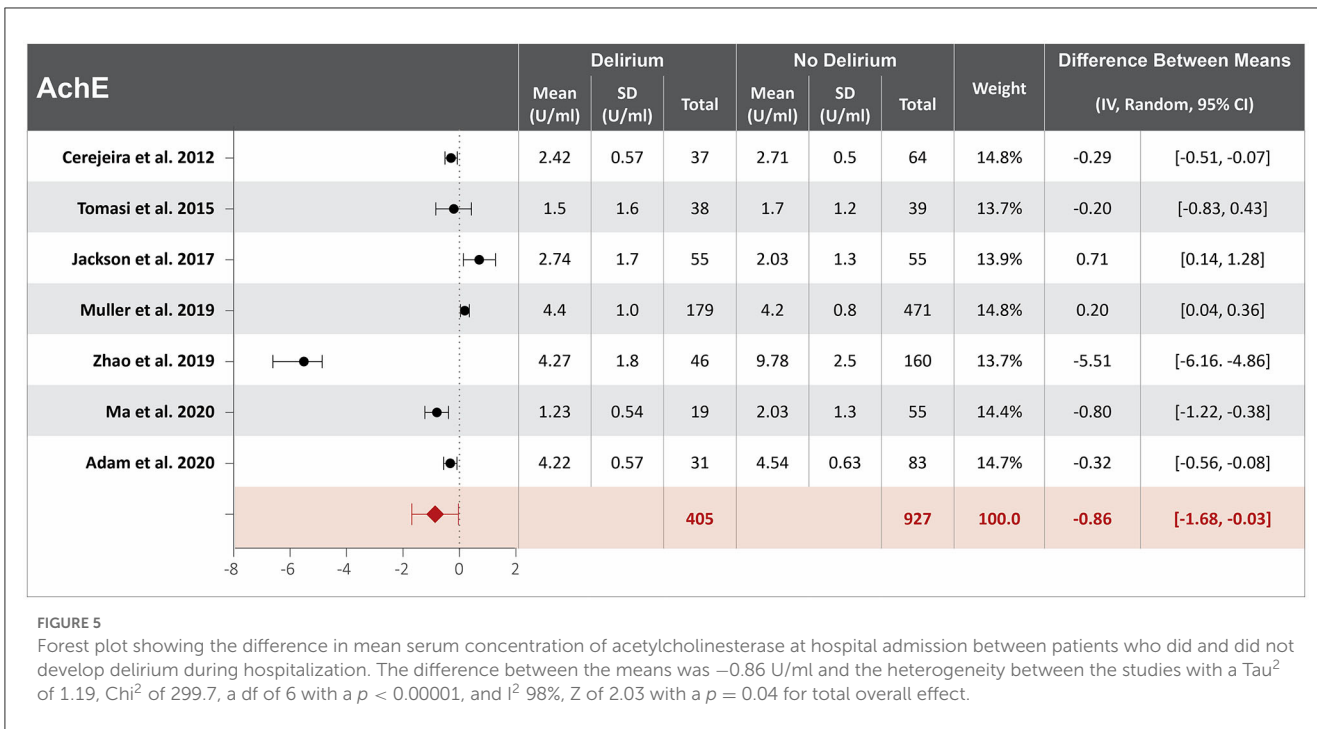 AchE
Delirium No Delirium Weight Difference Between Means
Mean (U/ml) SD (U/ml) Total Mean (U/ml) SD (U/ml) Total (IV, Random, 95% CI)
Cerejeira et al. 2012 2.42 0.57 37 2.71 0.5 64 14.8% -0.29 [-0.51, -0.07]
Tomasi et al. 2015 1.5 1.6 38 1.7 1.2 39 13.7% -0.20 [-0.83, 0.43]
Jackson et al. 2017 2.74 1.7 55 2.03 1.3 55 13.9% 0.71 [0.14, 1.28]
Muller et al. 2019 4.4 1.0 179 4.2 0.8 471 14.8% 0.20 [0.04, 0.36]
Zhao et al. 2019 4.27 1.8 46 9.78 2.5 160 13.7% -5.51 [-6.16. -4.86]
Ma et al. 2020 1.23 0.54 19 2.03 1.3 55 14.4% -0.80 [-1.22, -0.38]
Adam et al. 2020 4.22 0.57 31 4.54 0.63 83 14.7% -0.32 [-0.56, -0.08]
405 927 100.0 -0.86 [-1.68, -0.03]
-8 -6 -4 -2 0 2
FIGURE 5
Forest plot showing the difference in mean serum concentration of acetylcholinesterase at hospital admission between patients who did and did not
develop delirium during hospitalization. The difference between the means was −0.86 U/ml and the heterogeneity between the studies with a Tau²
of 1.19, Chi² of 299.7, a df of 6 with a p < 0.00001, and I² 98%, Z of 2.03 with a p = 0.04 for total overall effect.